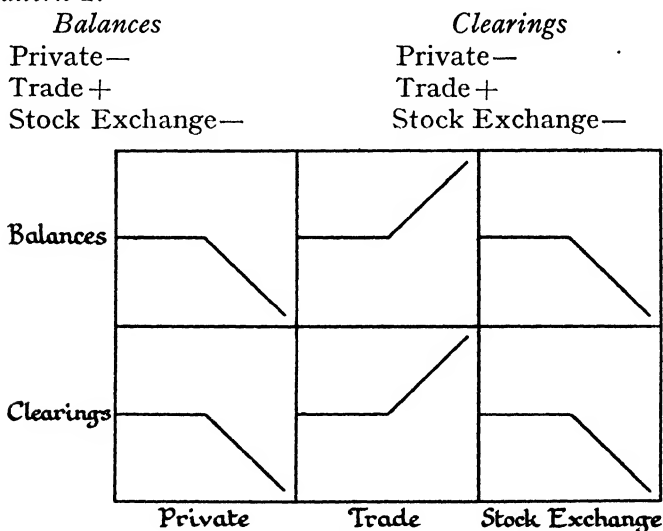 Balances Clearings
Private— Private—
Trade+ Trade+
Stock Exchange— Stock Exchange—
Balances
Clearings
Private Trade Stock Exchange